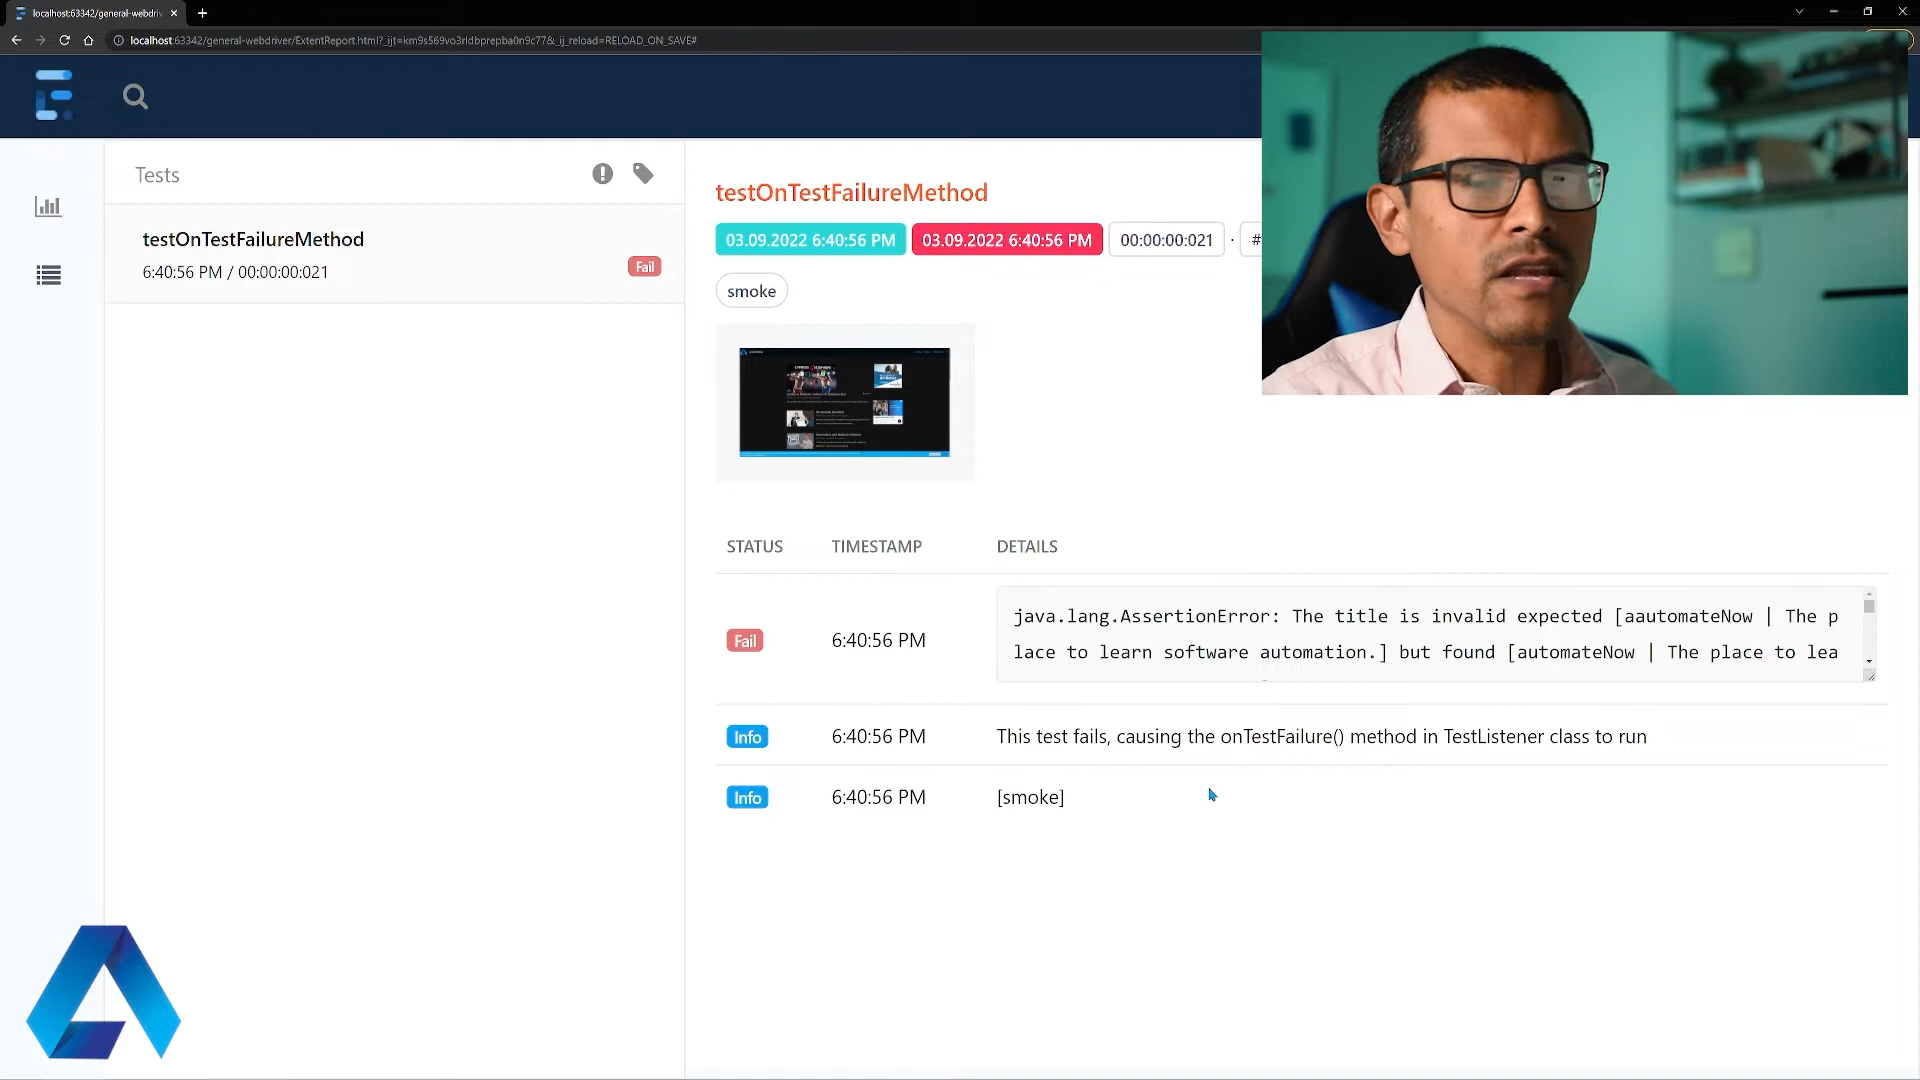 localhost:63342/general-webdriv
localhost:63342/general-webdriver/ExtentReport.html?_ijt=km9s569vo3rldbprepba0n9c77&_ij_reload=RELOAD_ON_SAVE#
Tests
testOnTestFailureMethod
6:40:56 PM / 00:00:00:021
Fail
testOnTestFailureMethod
03.09.2022 6:40:56 PM 03.09.2022 6:40:56 PM 00:00:00:021 · #
smoke
STATUS TIMESTAMP DETAILS
Fail 6:40:56 PM
java.lang.AssertionError: The title is invalid expected [aautomateNow | The p
lace to learn software automation.] but found [automateNow | The place to lea
Info 6:40:56 PM This test fails, causing the onTestFailure() method in TestListener class to run
Info 6:40:56 PM [smoke]